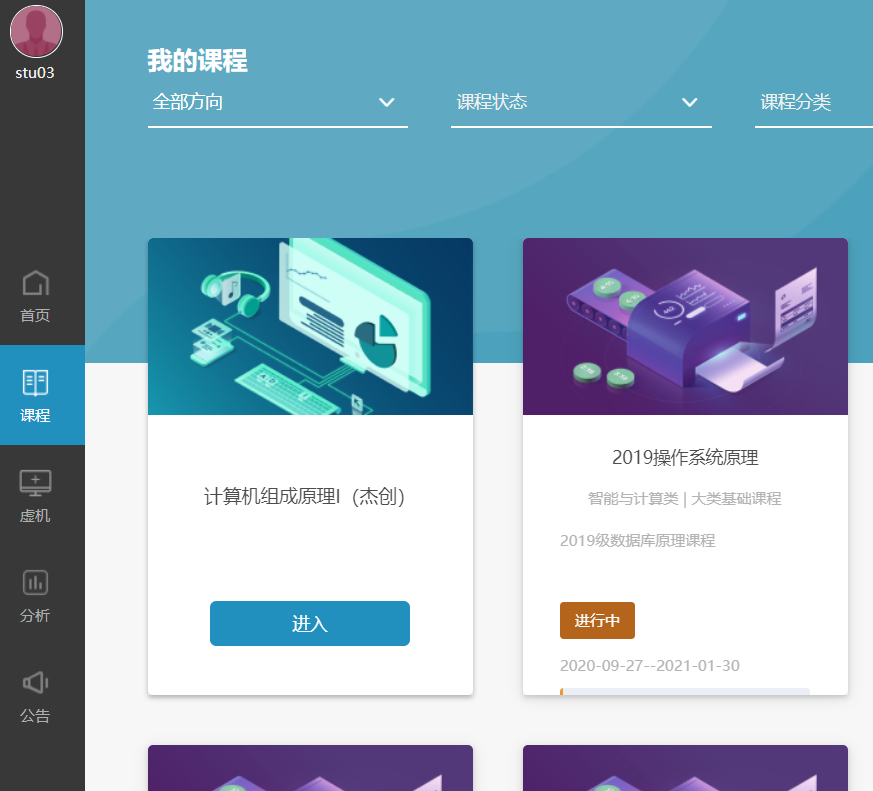 stu03
首页
课程
虚机
分析
公告
我的课程
全部方向
课程状态
课程分类
计算机组成原理I（杰创）
进入
2019操作系统原理
智能与计算类 | 大类基础课程
2019级数据库原理课程
进行中
2020-09-27--2021-01-30